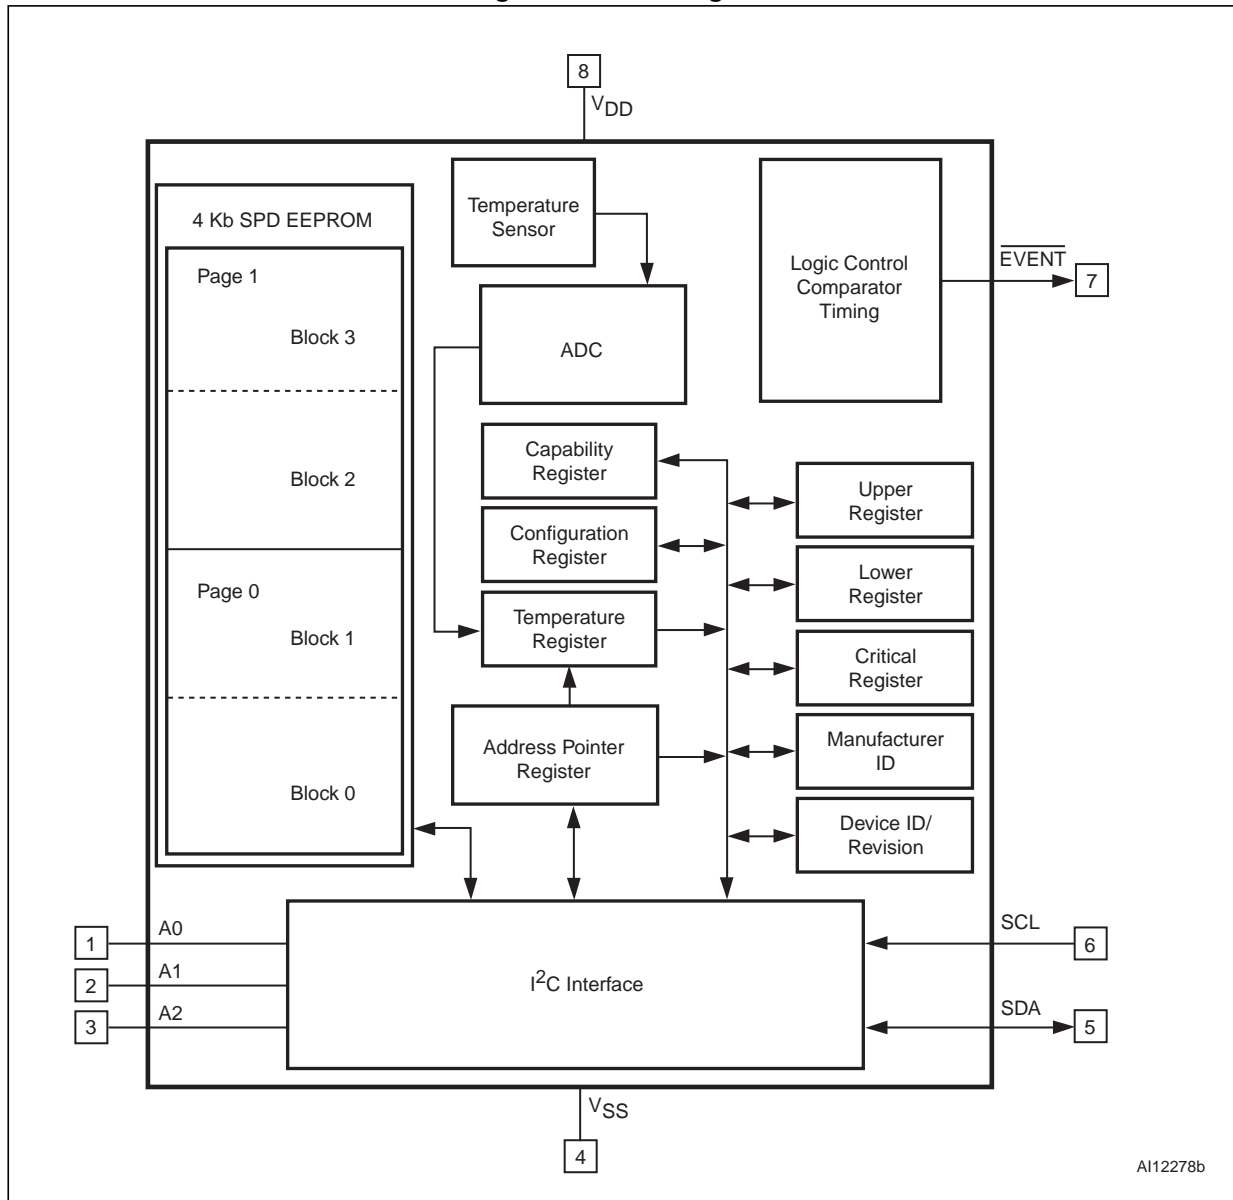 8
VDD
4 Kb SPD EEPROM
Page 1
Block 3
Block 2
Page 0
Block 1
Block 0
Temperature
Sensor
ADC
Logic Control
Comparator
Timing
EVENT
7
Capability
Register
Configuration
Register
Temperature
Register
Address Pointer
Register
Upper
Register
Lower
Register
Critical
Register
Manufacturer
ID
Device ID/
Revision
1
A0
2
A1
3
A2
I2C Interface
SCL
6
SDA
5
VSS
4
AI12278b